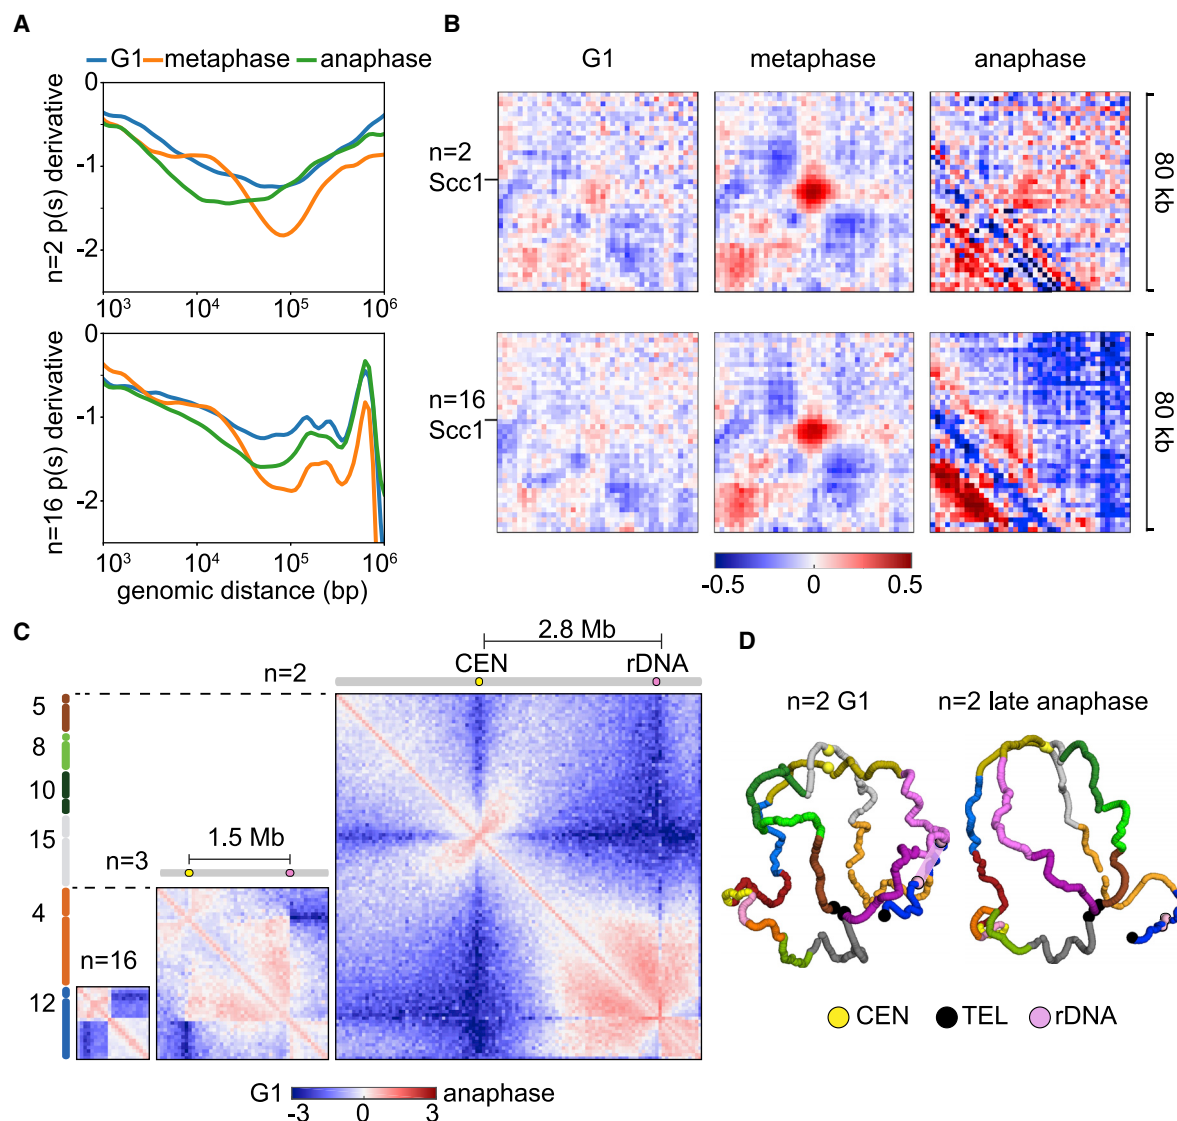 A
G1 metaphase anaphase
n=2 p(s) derivative
0
-1
-2
10³ 10⁴ 10⁵ 10⁶
n=16 p(s) derivative
0
-1
-2
10³ 10⁴ 10⁵ 10⁶
genomic distance (bp)
B
G1 metaphase anaphase
n=2
Scc1
80 kb
n=16
Scc1
80 kb
-0.5 0 0.5
C
2.8 Mb
n=2 CEN rDNA
5
8
10
15
1.5 Mb
n=3
4
n=16
12
G1 anaphase
-3 0 3
D
n=2 G1 n=2 late anaphase
CEN TEL rDNA